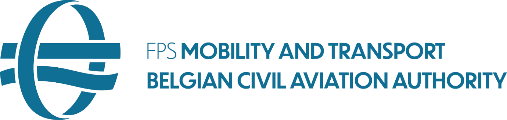 FPS MOBILITY AND TRANSPORT
BELGIAN CIVIL AVIATION AUTHORITY